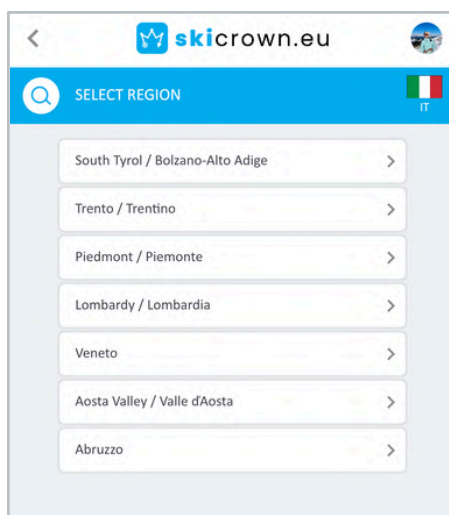 skicrown.eu
SELECT REGION
IT
South Tyrol / Bolzano-Alto Adige
Trento / Trentino
Piedmont / Piemonte
Lombardy / Lombardia
Veneto
Aosta Valley / Valle d'Aosta
Abruzzo